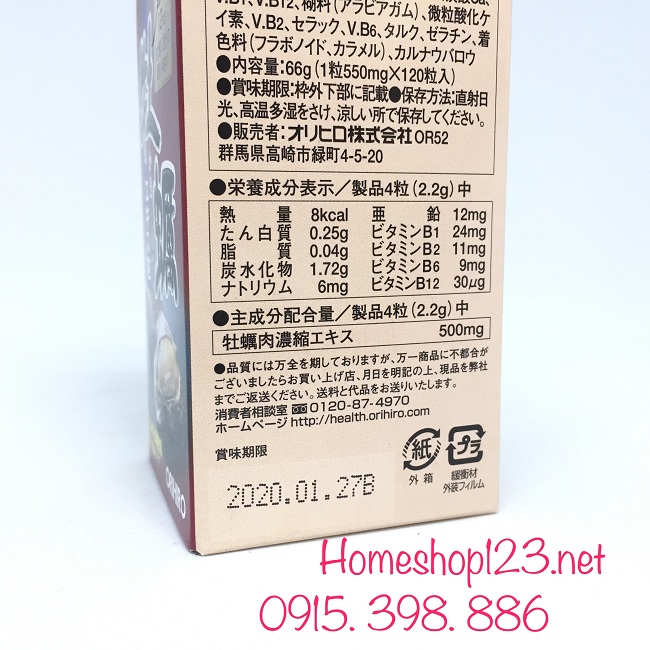 V.B1、V.B12、糊料(アラビアガム)、微粒酸化ケ
イ素、V.B2、セラック、V.B6、タルク、ゼラチン、着
色料(フラボノイド、カラメル)、カルナウバロウ
●内容量:66g(1粒550mg×120粒入)
●賞味期限:枠外下部に記載●保存方法:直射日
光、高温多湿をさけ、涼しい所で保存してください。
●販売者:オリヒロ株式会社OR52
群馬県高崎市緑町4-5-20
●栄養成分表示/製品4粒(2.2g)中
熱量 8kcal 亜鉛 12mg
たん白質 0.25g ビタミンB1 24mg
脂質 0.04g ビタミンB2 11mg
炭水化物 1.72g ビタミンB6 9mg
ナトリウム 6mg ビタミンB12 30μg
●主成分配合量/製品4粒(2.2g)中
牡蠣肉濃縮エキス 500mg
●品質には万全を期しておりますが、万一商品に不都合が
ございましたらお買い上げ店、月日を明記の上、現品を弊社
までご返送ください。送料と代品をお送りいたします。
消費者相談室 0120-87-4970
ホームページ http://health.orihiro.com
賞味期限
紙
外箱
プラ
緩衝材
外装フィルム
2020.01.27B
蠣
ORIHIRO
Homeshop123.net
0915. 398. 886